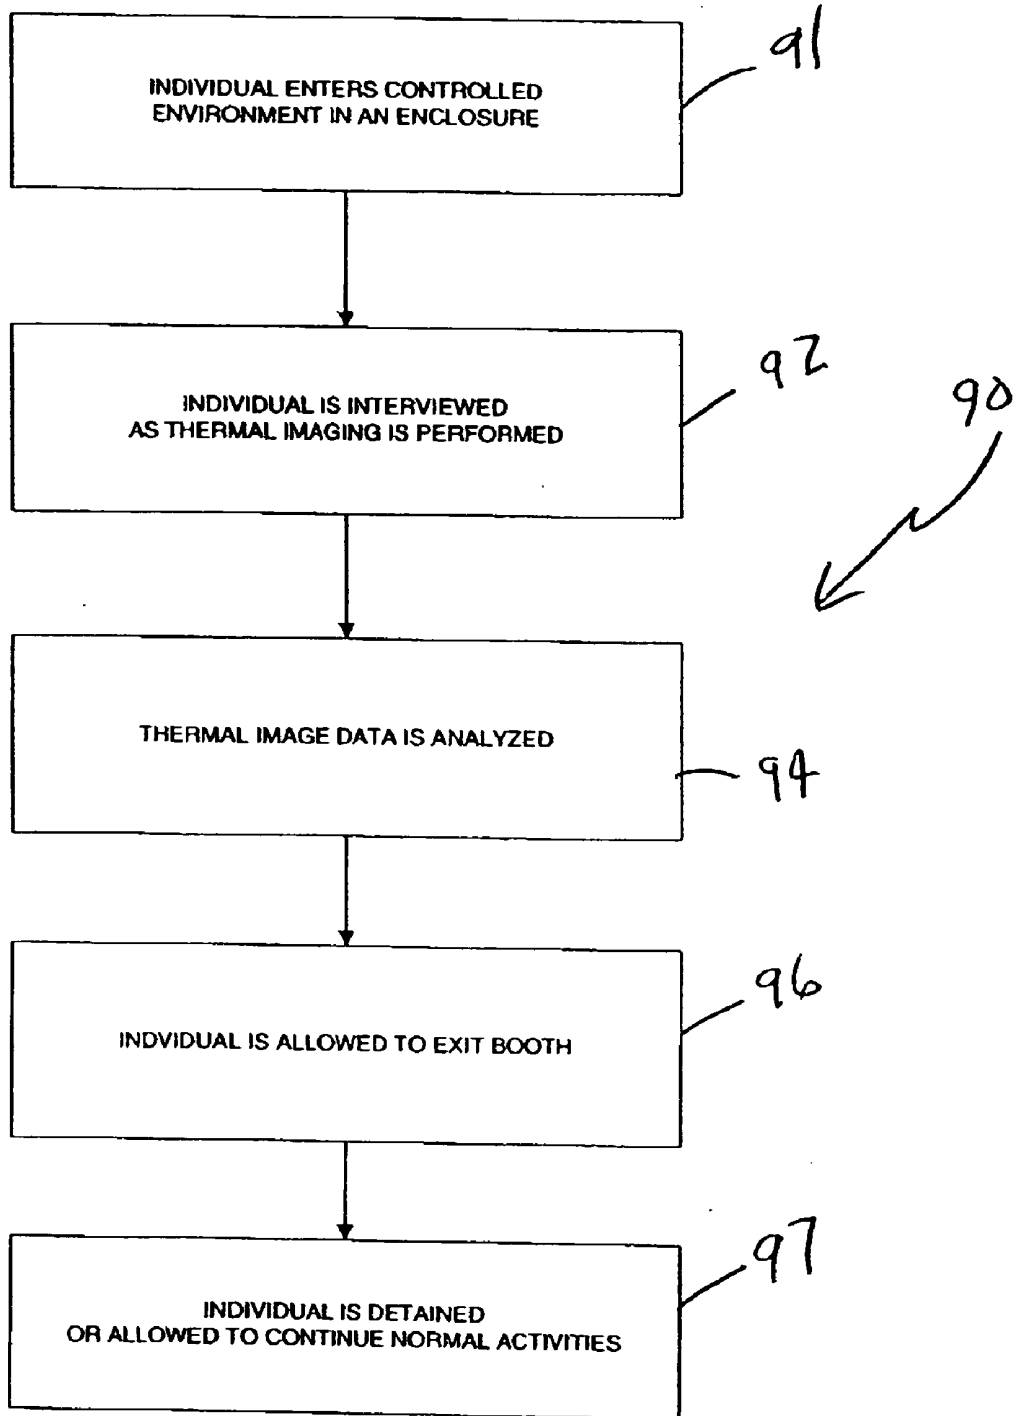 91
INDIVIDUAL ENTERS CONTROLLED
ENVIRONMENT IN AN ENCLOSURE
92
90
INDIVIDUAL IS INTERVIEWED
AS THERMAL IMAGING IS PERFORMED
THERMAL IMAGE DATA IS ANALYZED
94
96
INDVIDUAL IS ALLOWED TO EXIT BOOTH
97
INDIVIDUAL IS DETAINED
OR ALLOWED TO CONTINUE NORMAL ACTIVITIES